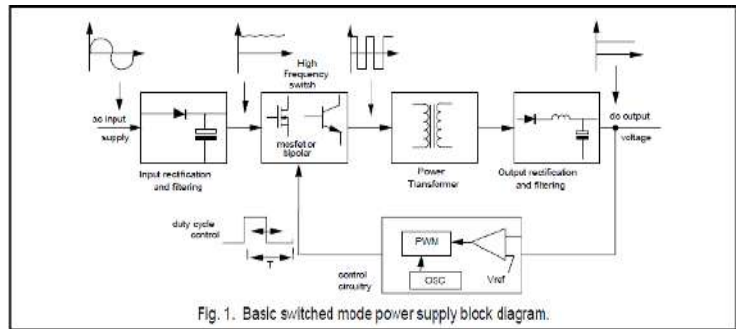 High
Frequency
switch
ac input
supply
mosfet or
bipolar
dc output
voltage
Input rectification
and filtering
Power
Transformer
Output rectification
and filtering
duty cycle
control
T
PWM
OSC
Vref
control
circuitry
Fig. 1. Basic switched mode power supply block diagram.